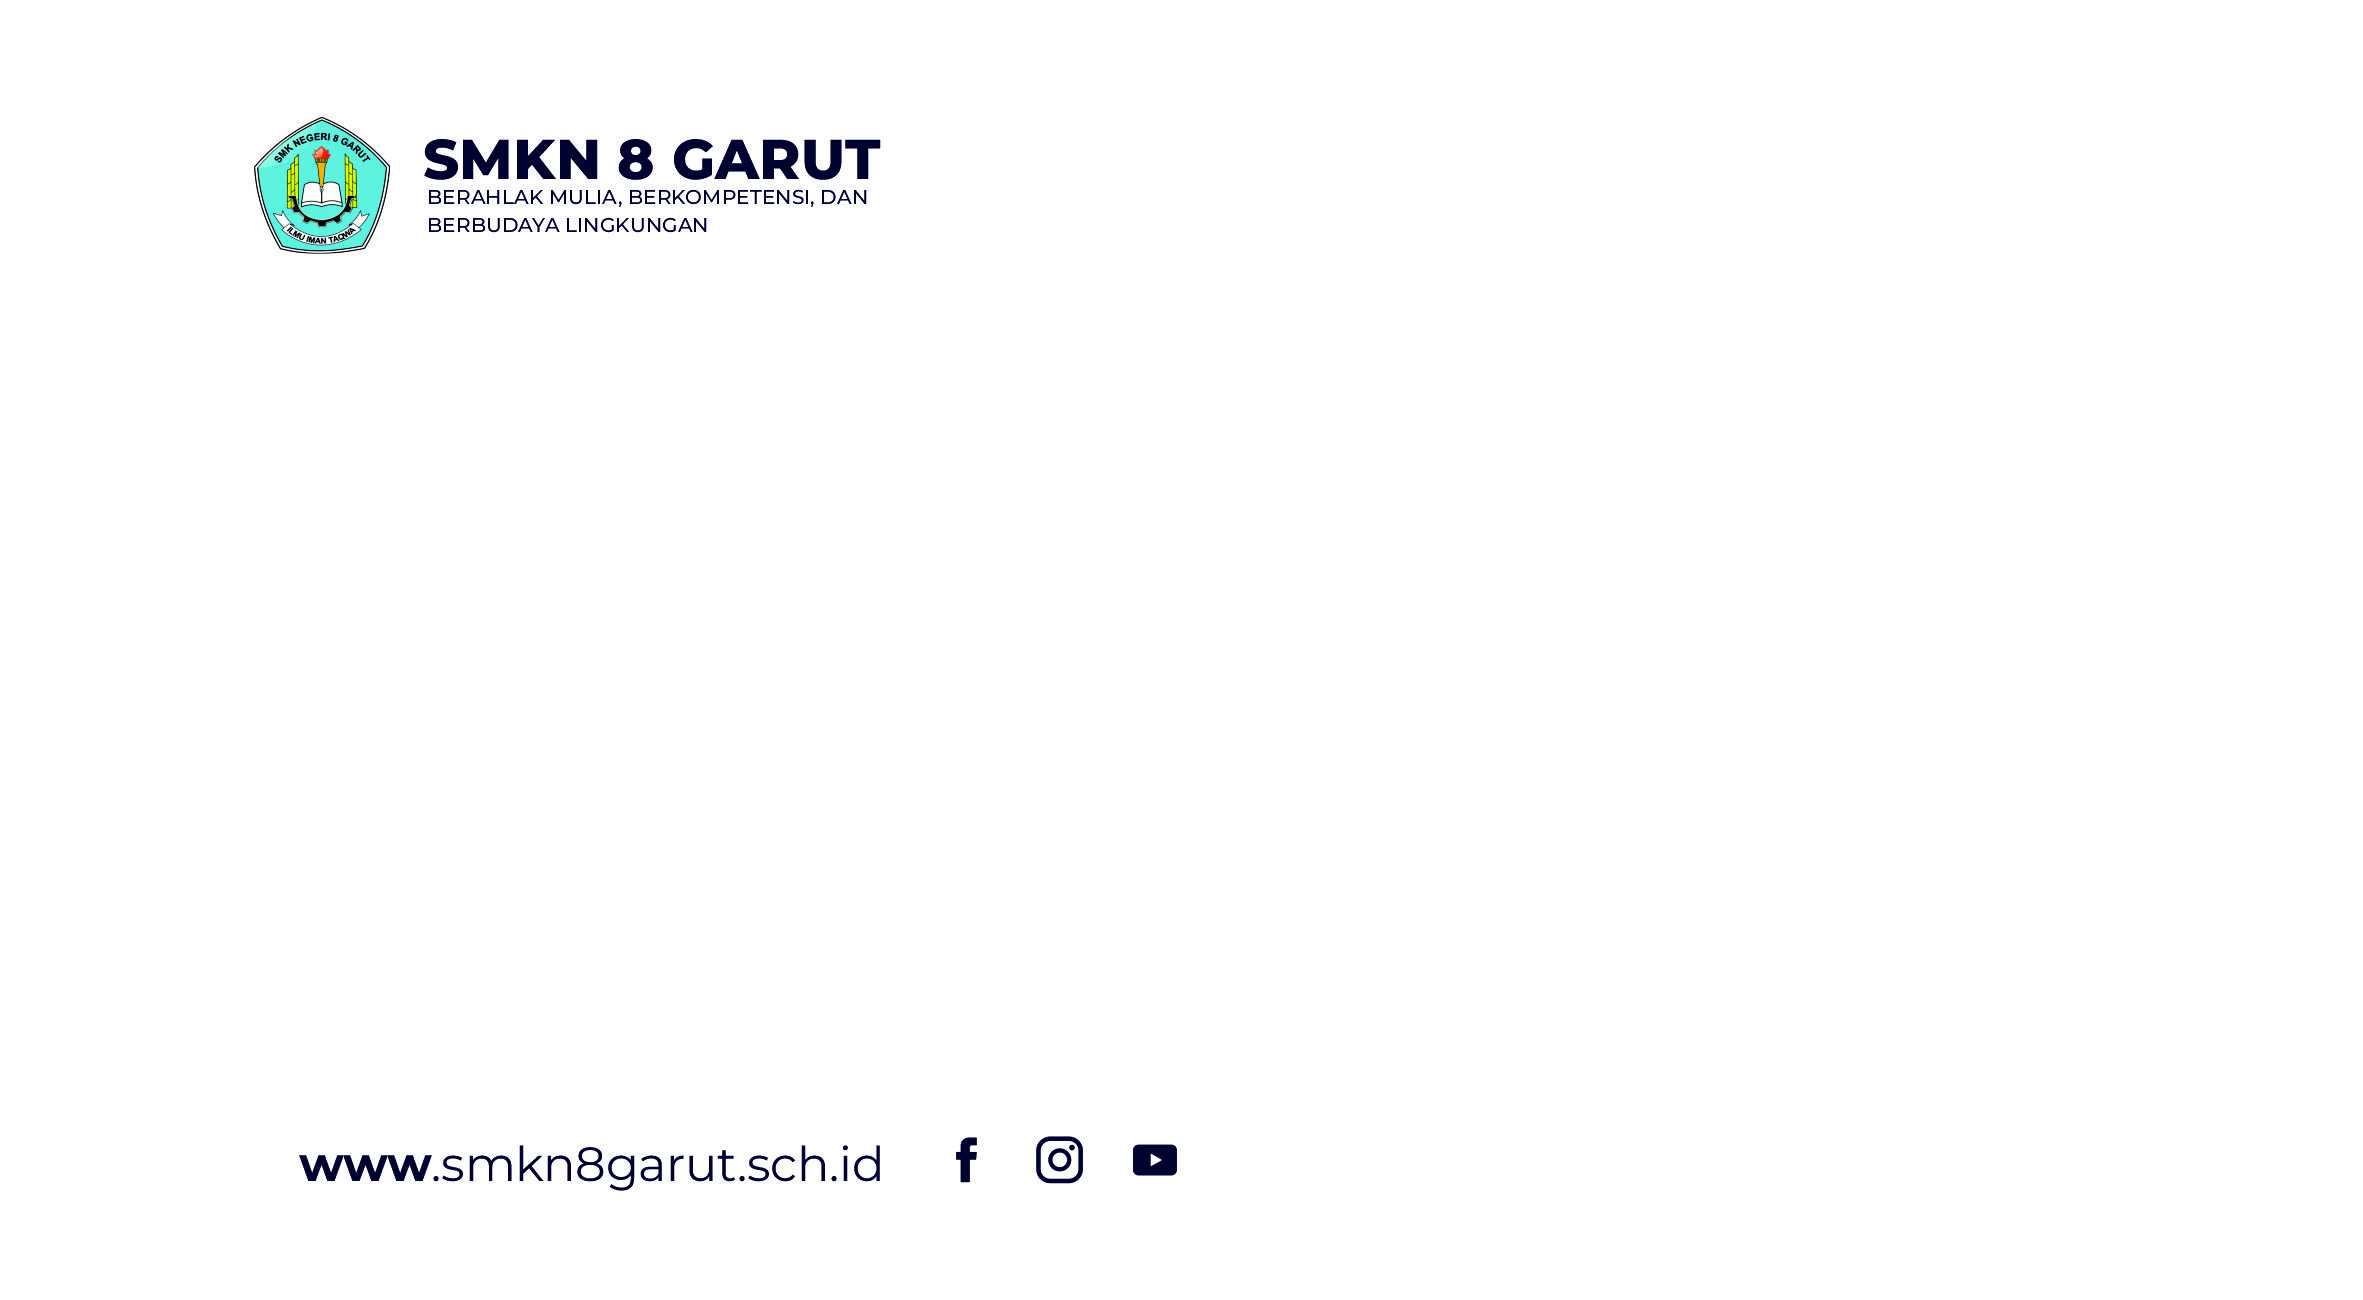 SMK NEGERI 8 GARUT
ILMU IMAN TAQWA
SMKN 8 GARUT
BERAHLAK MULIA, BERKOMPETENSI, DAN
BERBUDAYA LINGKUNGAN
www.smkn8garut.sch.id